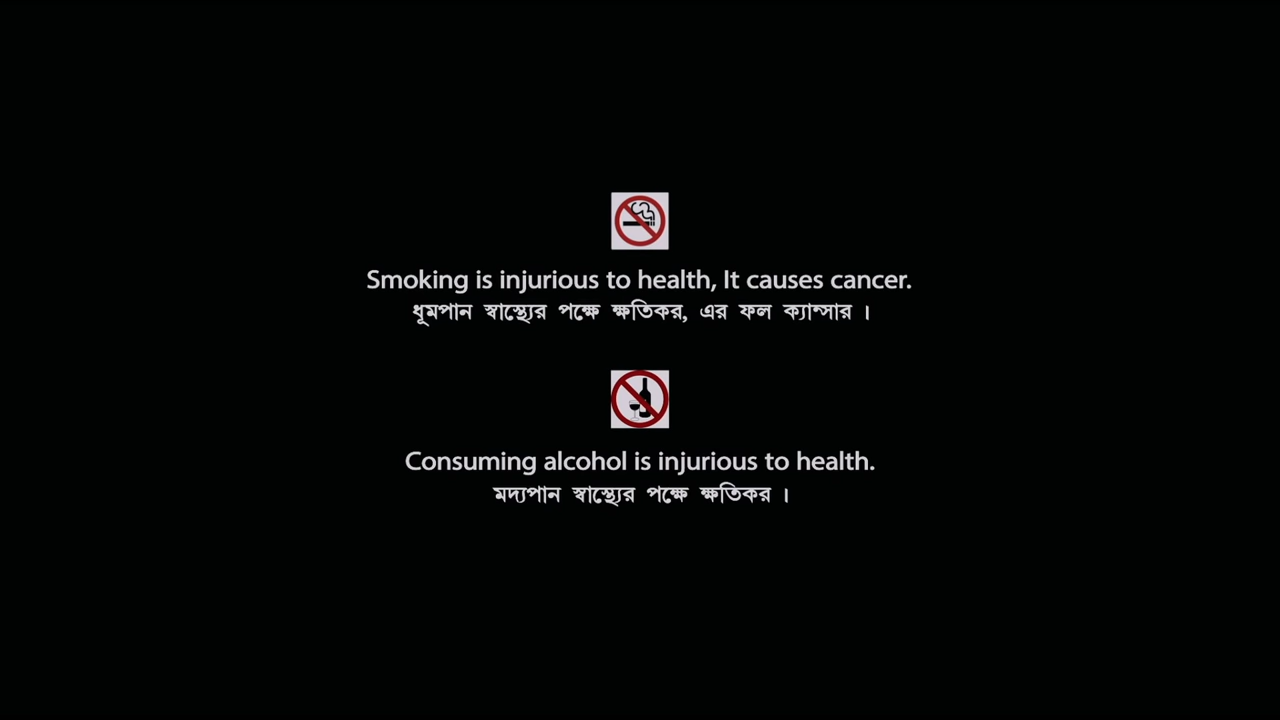 Smoking is injurious to health, It causes cancer.
ধূমপান স্বাস্থ্যের পক্ষে ক্ষতিকর, এর ফল ক্যান্সার ।
Consuming alcohol is injurious to health.
মদ্যপান স্বাস্থ্যের পক্ষে ক্ষতিকর ।